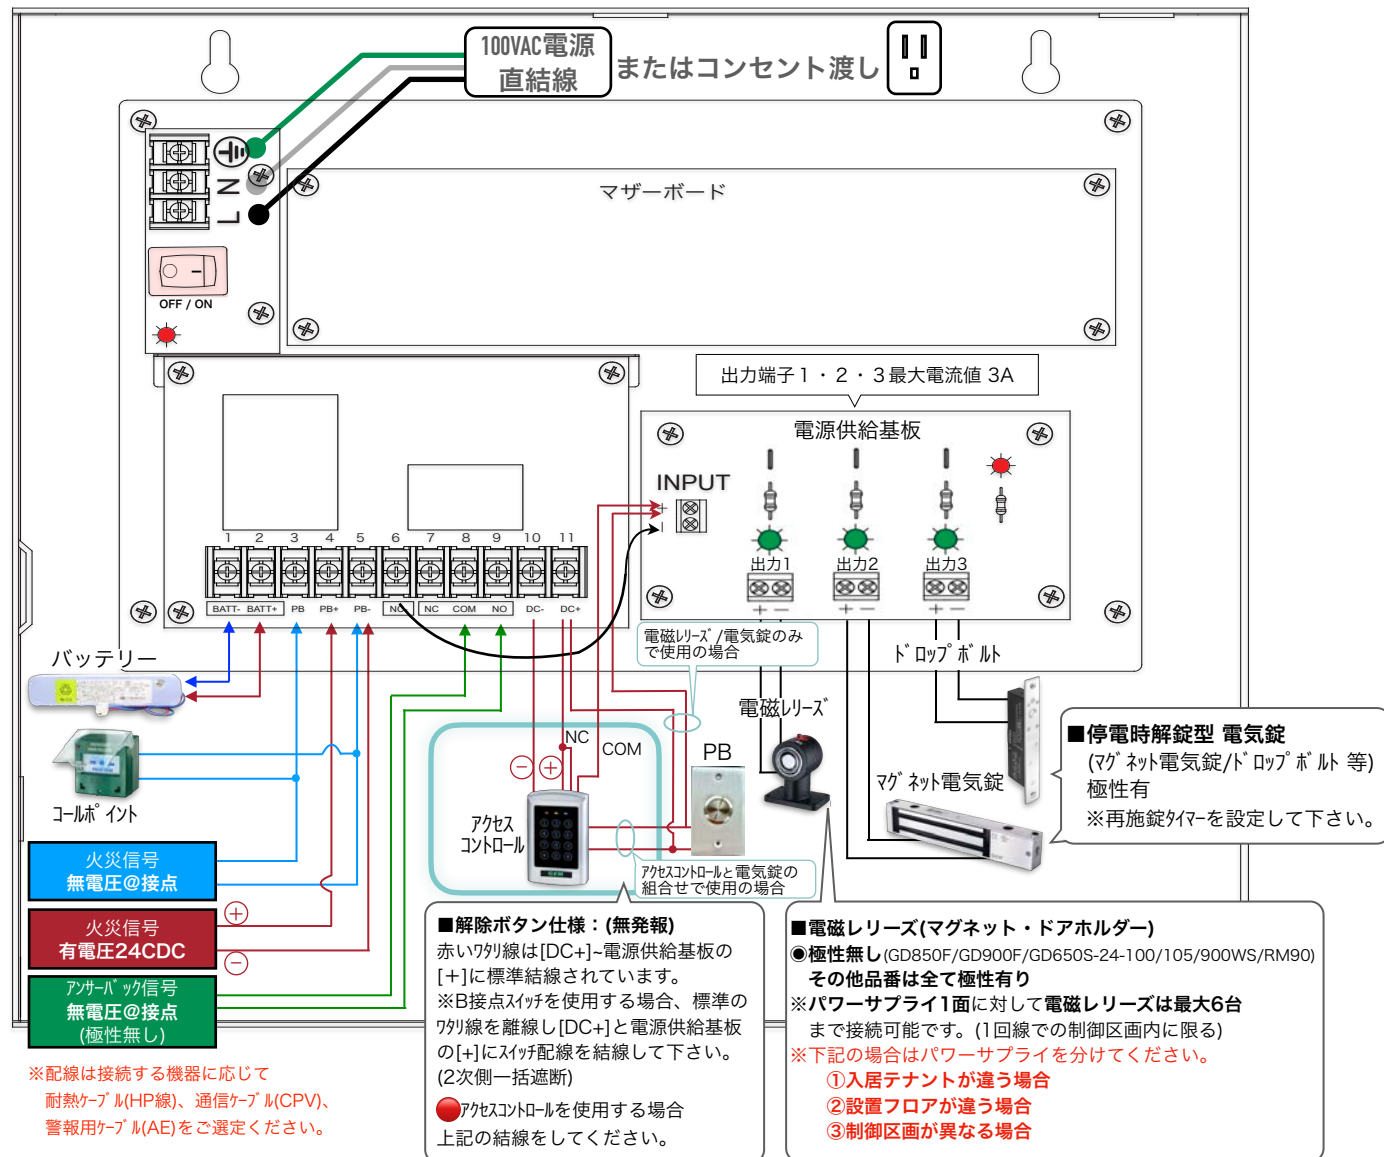 100VAC電源
直結線
またはコンセント渡し
N
L
マザーボード
OFF / ON
出力端子1・2・3最大電流値 3A
電源供給基板
INPUT
+
−
出力1
出力2
出力3
+ −
+ −
+ −
1 2 3 4 5 6 7 8 9 10 11
BATT- BATT+ PB PB+ PB- NC NC COM NO DC- DC+
電磁ﾚﾘｰｽﾞ/電気錠のみ
で使用の場合
バッテリー
ｺｰﾙﾎﾟｲﾝﾄ
火災信号
無電圧@接点
火災信号
有電圧24CDC
+
−
ｱﾝｻｰﾊﾞｯｸ信号
無電圧@接点
(極性無し)
※配線は接続する機器に応じて
耐熱ｹｰﾌﾞﾙ(HP線)、通信ｹｰﾌﾞﾙ(CPV)、
警報用ｹｰﾌﾞﾙ(AE)をご選定ください。
NC
COM
− +
ｱｸｾｽ
ｺﾝﾄﾛｰﾙ
PB
ｱｸｾｽｺﾝﾄﾛｰﾙと電気錠の
組合せで使用の場合
電磁ﾚﾘｰｽﾞ
ﾄﾞﾛｯﾌﾟﾎﾞﾙﾄ
ﾏｸﾞﾈｯﾄ電気錠
■停電時解錠型 電気錠
(ﾏｸﾞﾈｯﾄ電気錠/ﾄﾞﾛｯﾌﾟﾎﾞﾙﾄ 等)
極性有
※再施錠ﾀｲﾏｰを設定して下さい。
■解除ボタン仕様：(無発報)
赤いﾜﾀﾘ線は[DC+]~電源供給基板の
[+]に標準結線されています。
※B接点ｽｲｯﾁを使用する場合、標準の
ﾜﾀﾘ線を離線し[DC+]と電源供給基板
の[+]にｽｲｯﾁ配線を結線して下さい。
(2次側一括遮断)
ｱｸｾｽｺﾝﾄﾛｰﾙを使用する場合
上記の結線をしてください。
■電磁レリーズ(マグネット・ドアホルダー)
◉極性無し(GD850F/GD900F/GD650S-24-100/105/900WS/RM90)
その他品番は全て極性有り
※パワーサプライ1面に対して電磁レリーズは最大6台
まで接続可能です。(1回線での制御区画内に限る)
※下記の場合はパワーサプライを分けてください。
①入居テナントが違う場合
②設置フロアが違う場合
③制御区画が異なる場合